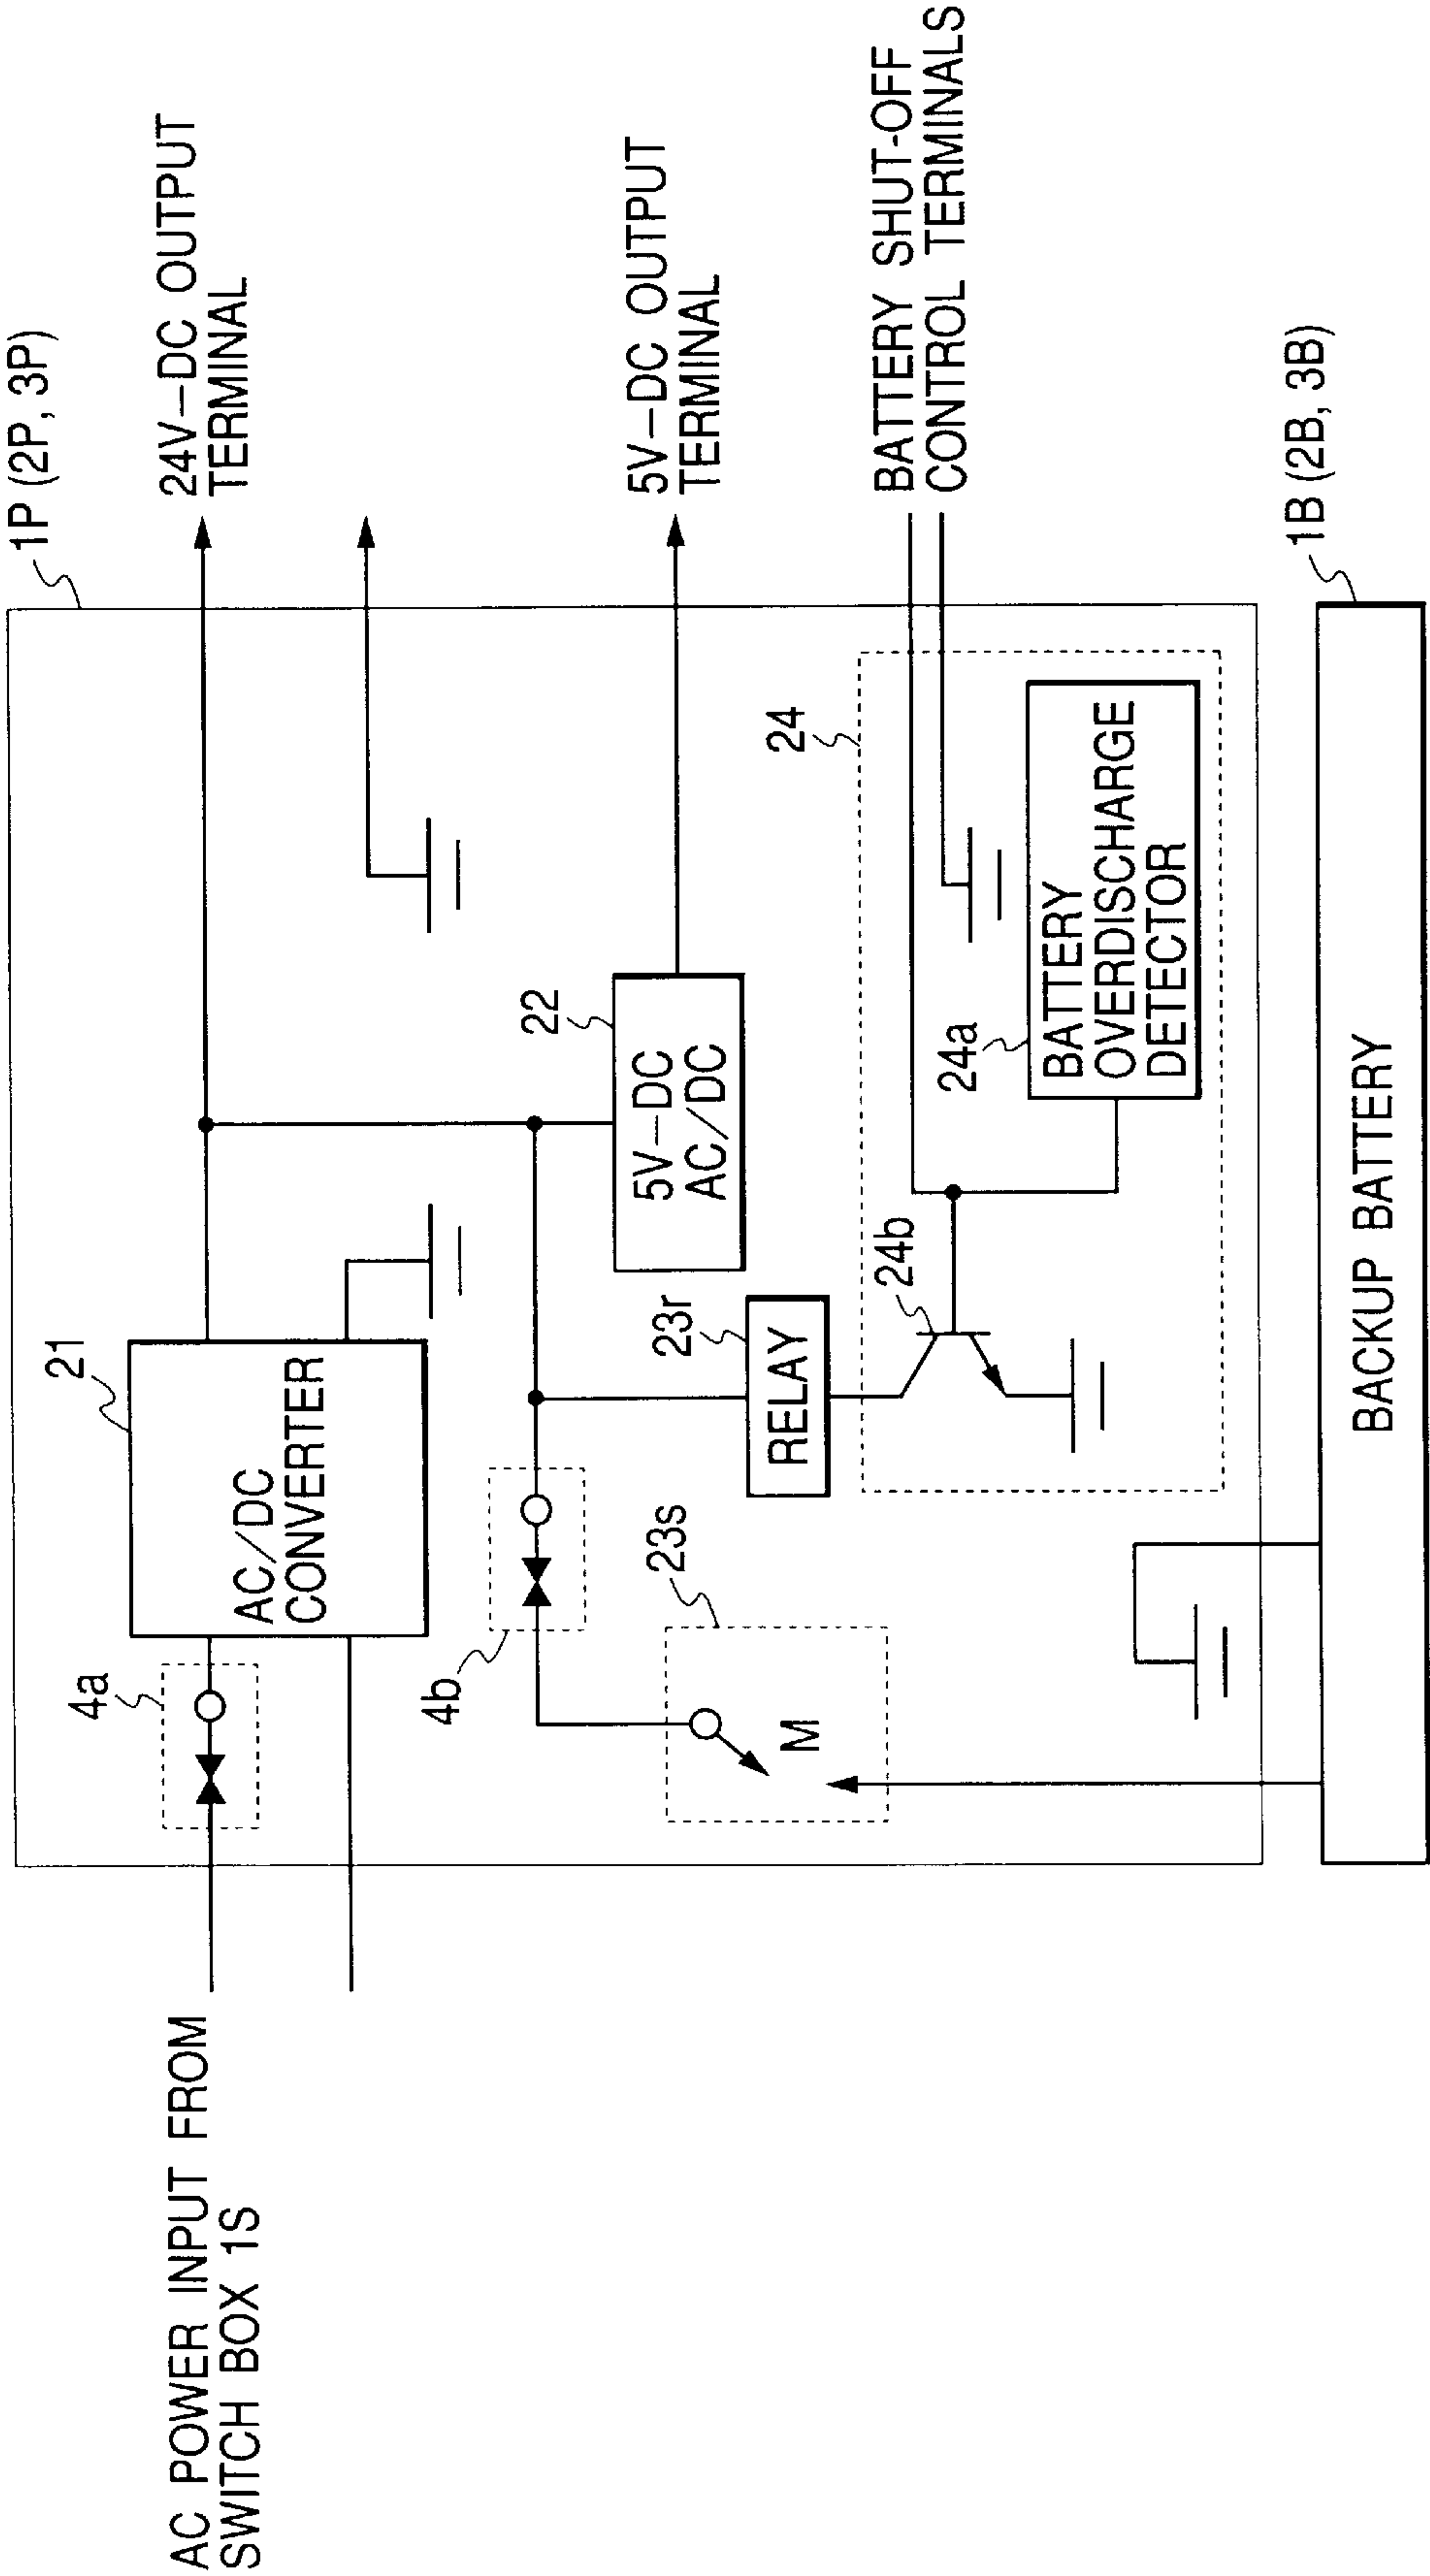 1P (2P, 3P)
24V–DC OUTPUT
TERMINAL
5V–DC OUTPUT
TERMINAL
BATTERY SHUT-OFF
CONTROL TERMINALS
AC POWER INPUT FROM
SWITCH BOX 1S
4a
21
AC/DC
CONVERTER
4b
22
5V–DC
AC/DC
23s
M
23r
RELAY
24
24b
24a
BATTERY
OVERDISCHARGE
DETECTOR
1B (2B, 3B)
BACKUP BATTERY